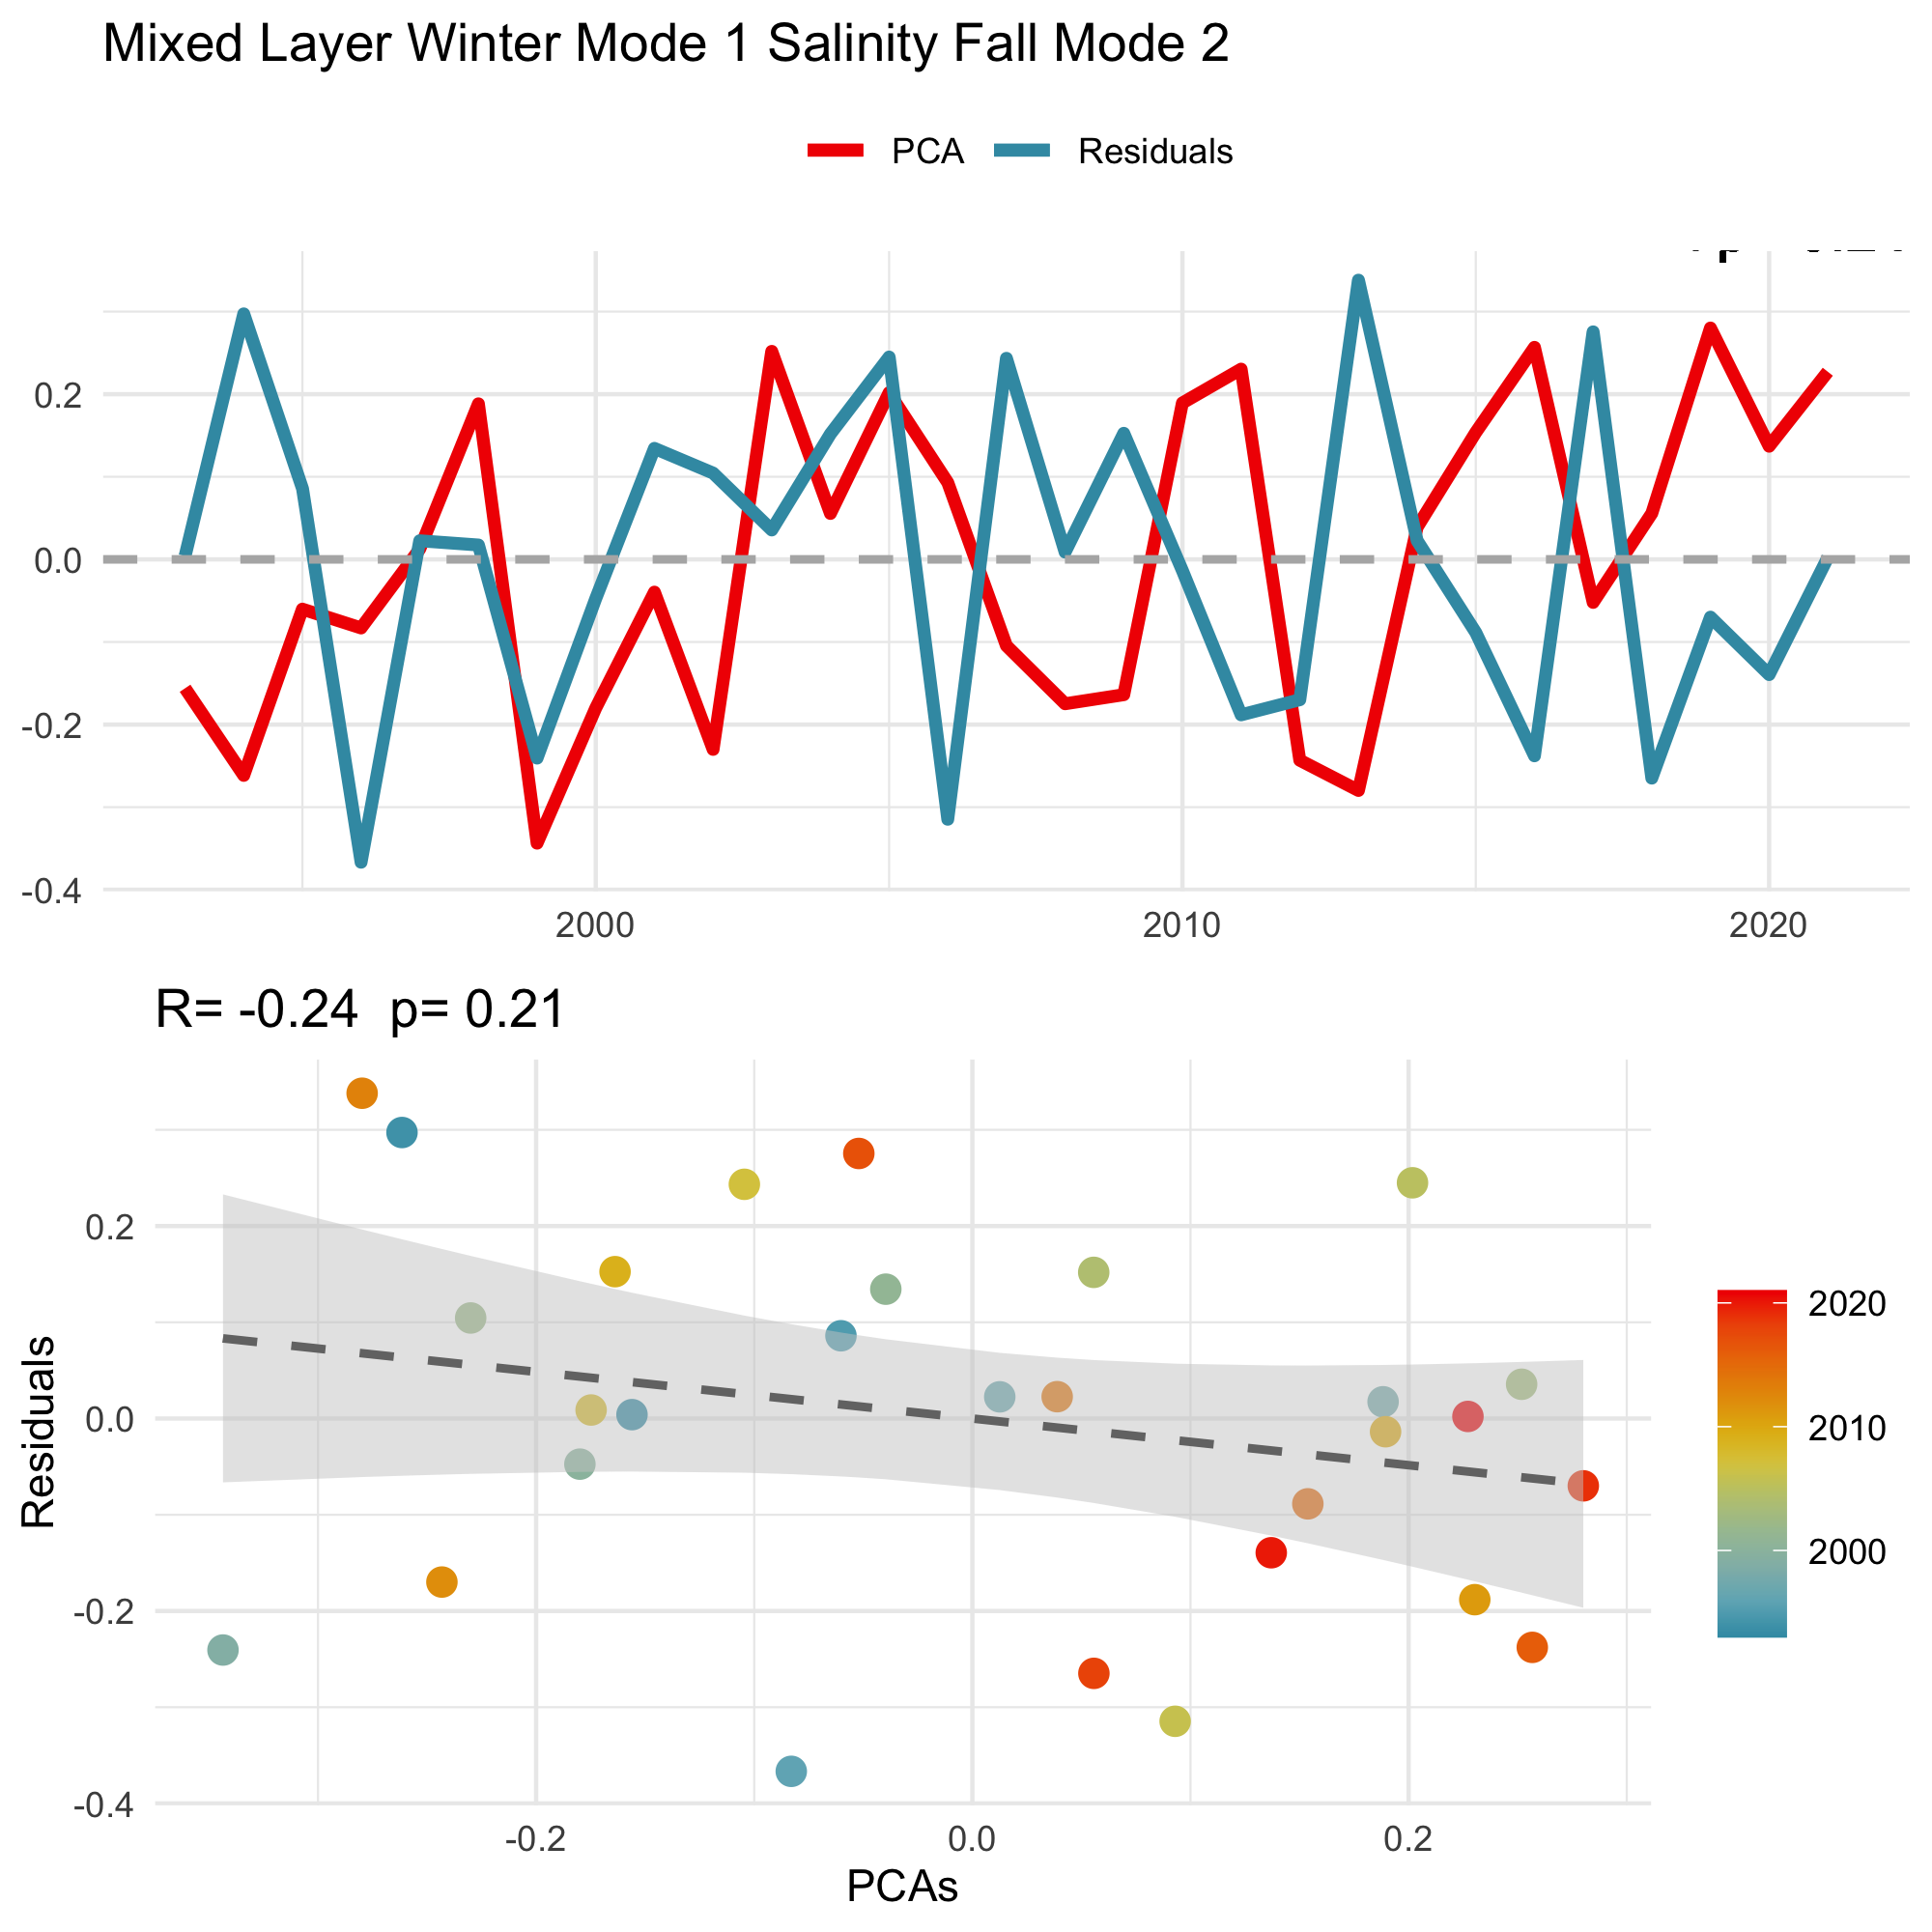 Mixed Layer Winter Mode 1 Salinity Fall Mode 2
PCA Residuals
0.2
0.0
-0.2
-0.4
2000 2010 2020
R= -0.24 p= 0.21
Residuals
0.2
0.0
-0.2
-0.4
-0.2 0.0 0.2
PCAs
2020
2010
2000